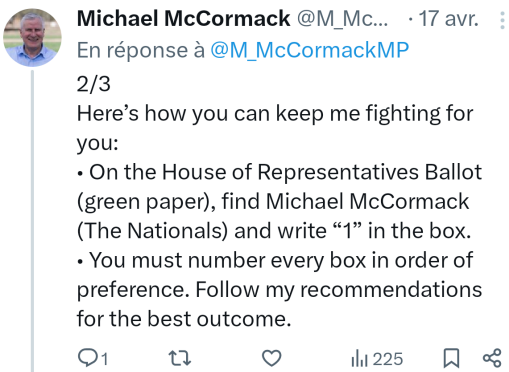 Michael McCormack @M_Mc... · 17 avr.
En réponse à @M_McCormackMP
2/3
Here’s how you can keep me fighting for
you:
• On the House of Representatives Ballot
(green paper), find Michael McCormack
(The Nationals) and write “1” in the box.
• You must number every box in order of
preference. Follow my recommendations
for the best outcome.
1 225